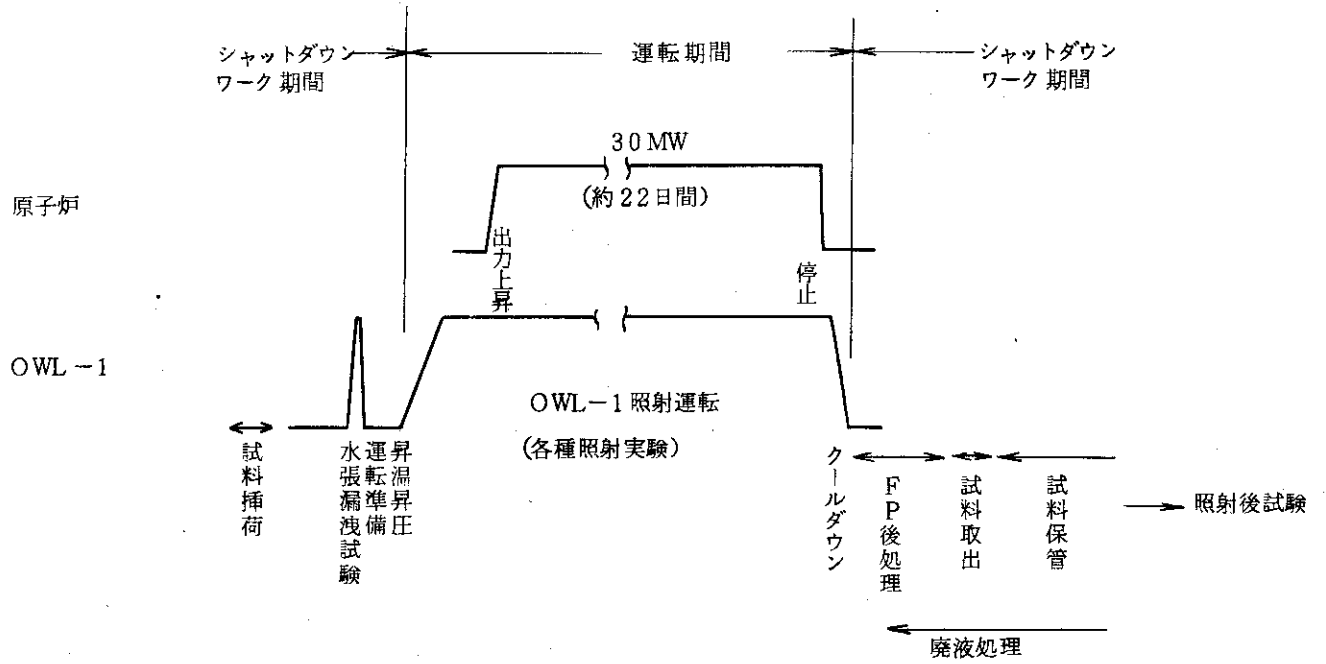 シャットダウン
ワーク期間
運転期間
シャットダウン
ワーク期間
30MW
(約22日間)
原子炉
出力上昇
停止
OWL-1
OWL-1照射運転
(各種照射実験)
試料挿荷
水張漏洩試験
運転準備
昇温昇圧
クールダウン
FP後処理
試料取出
試料保管
照射後試験
廃液処理